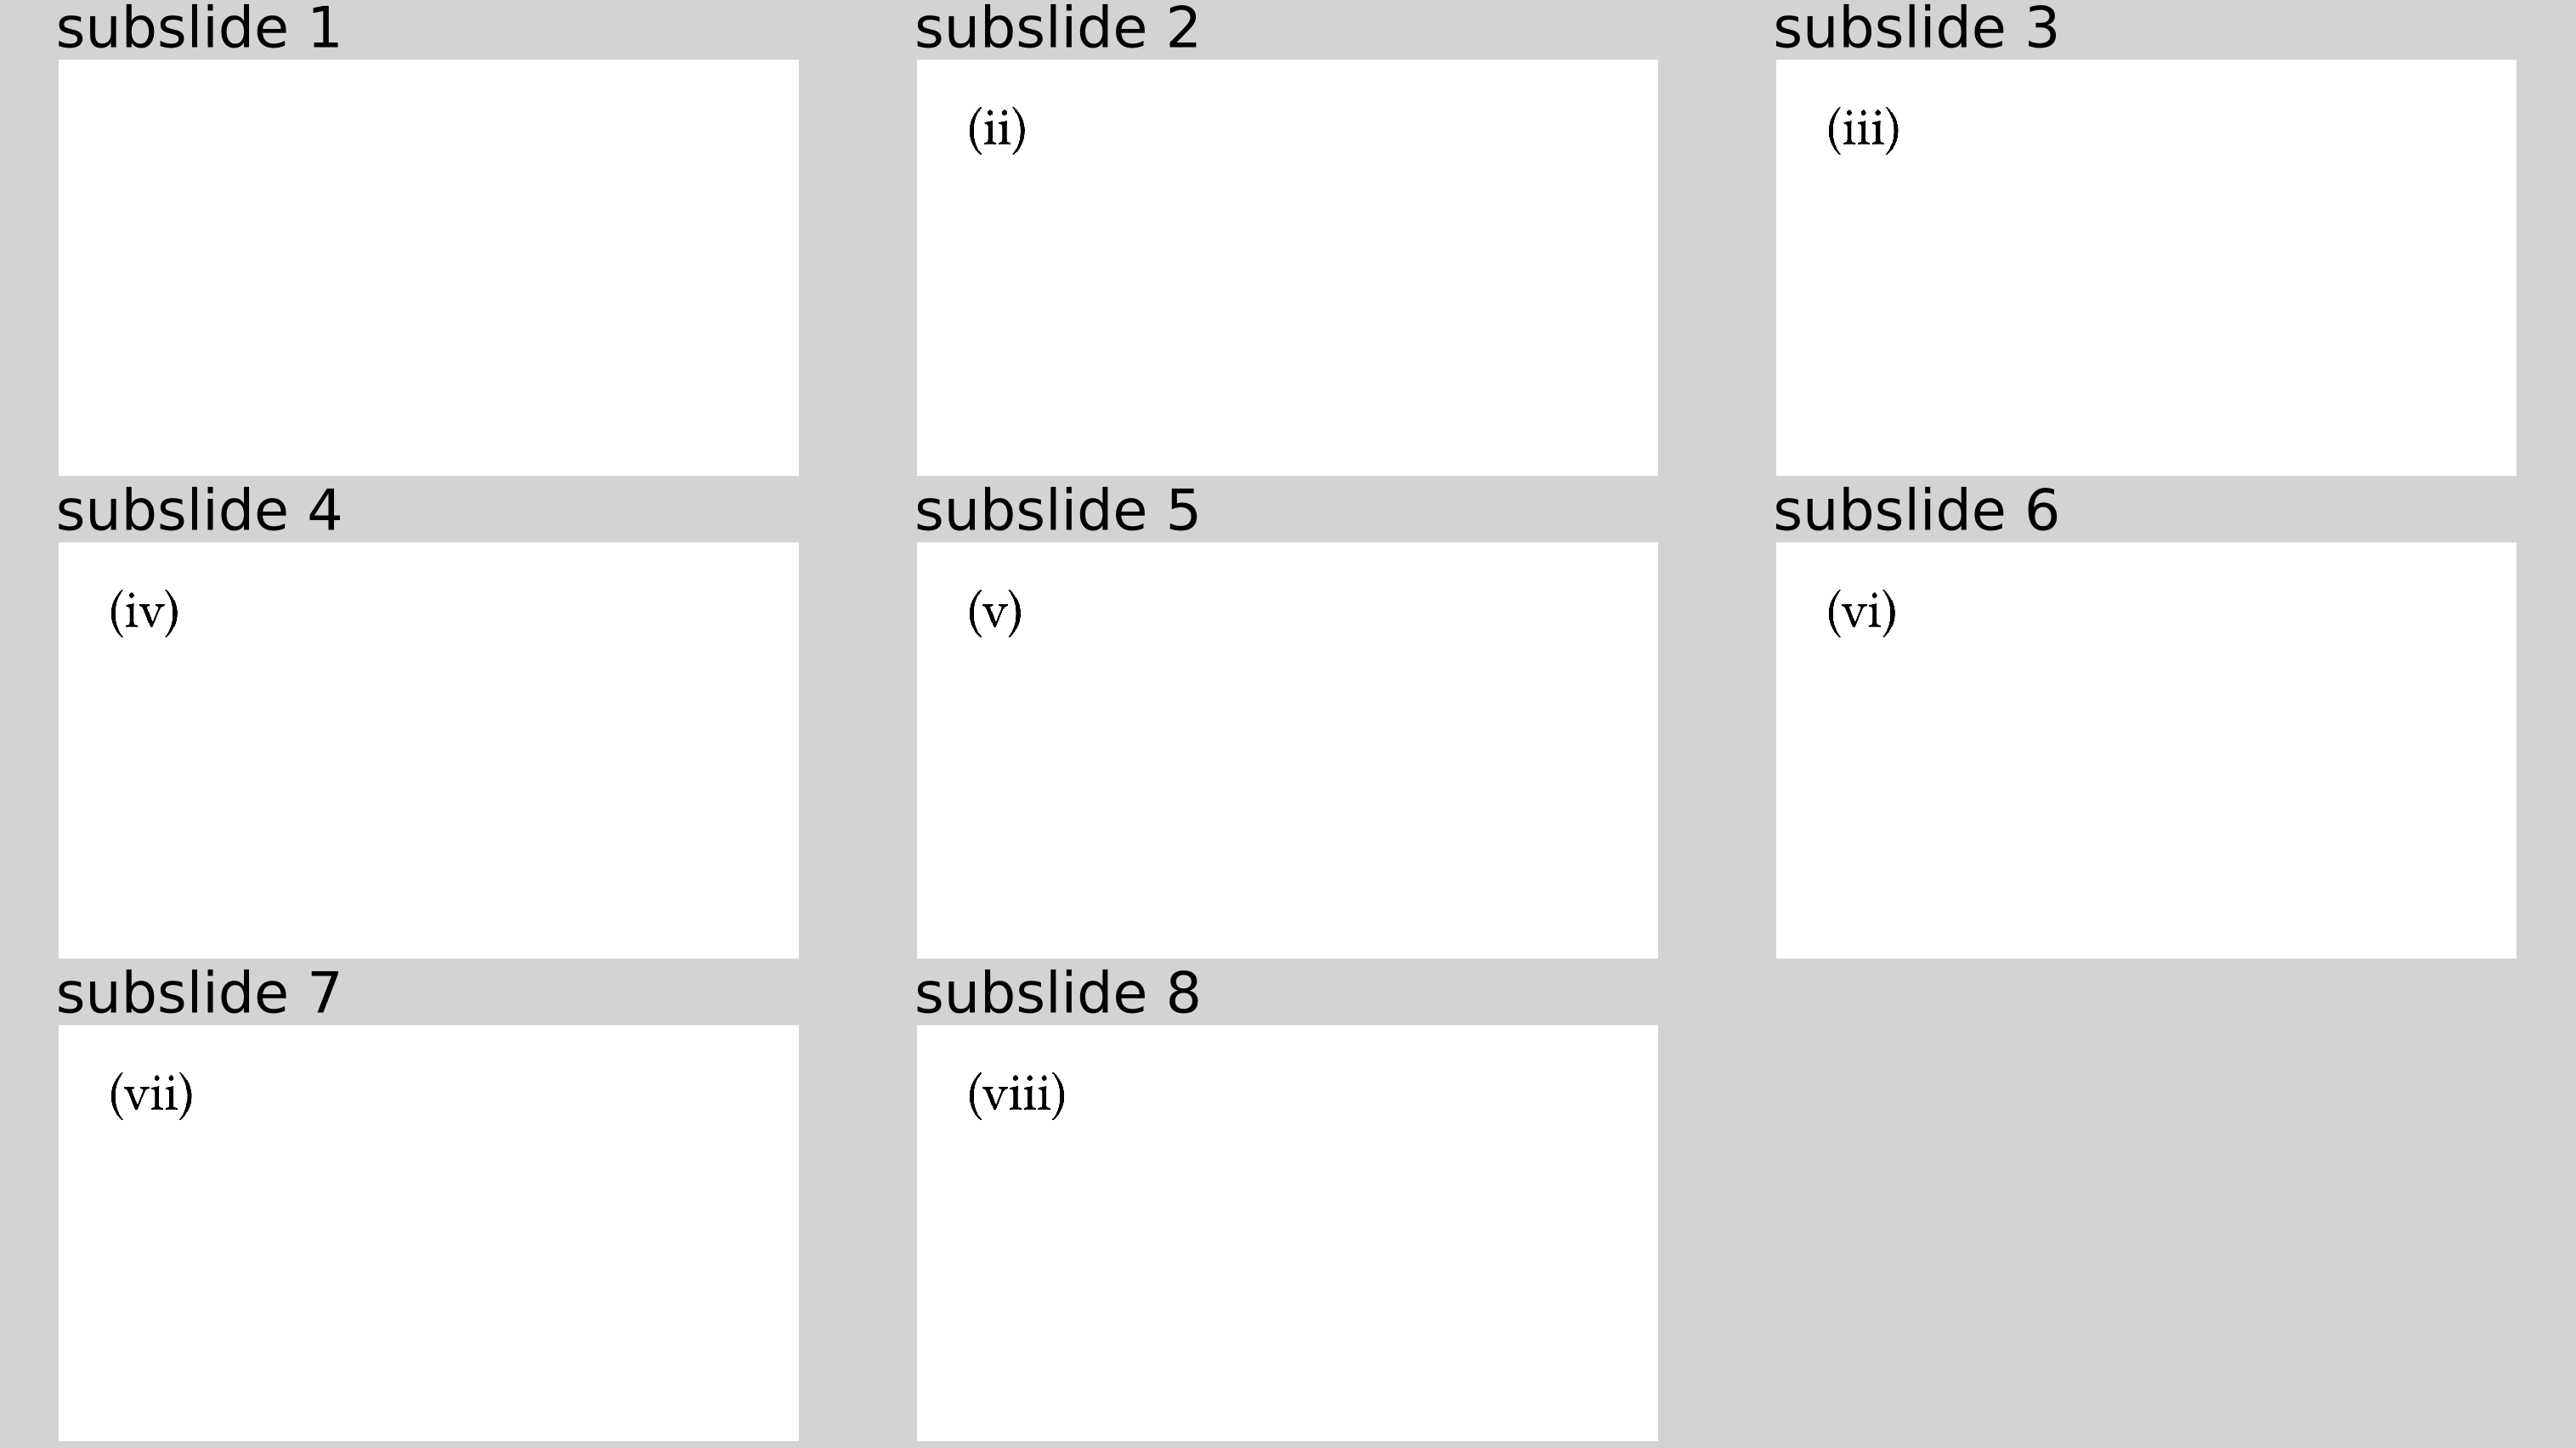 subslide 1
subslide 2
(ii)
subslide 3
(iii)
subslide 4
(iv)
subslide 5
(v)
subslide 6
(vi)
subslide 7
(vii)
subslide 8
(viii)